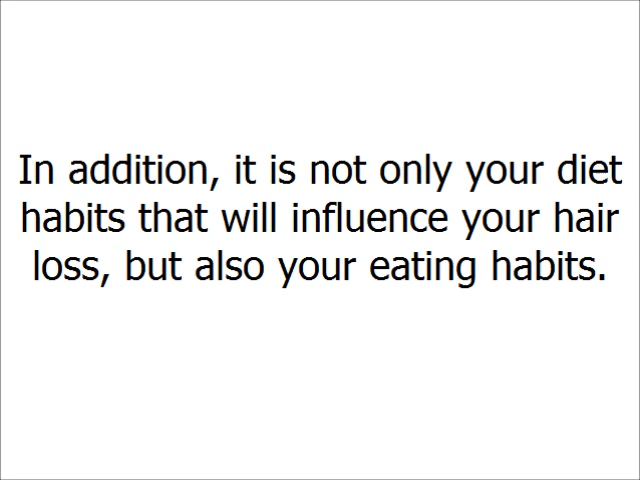 In addition, it is not only your diet
habits that will influence your hair
loss, but also your eating habits.